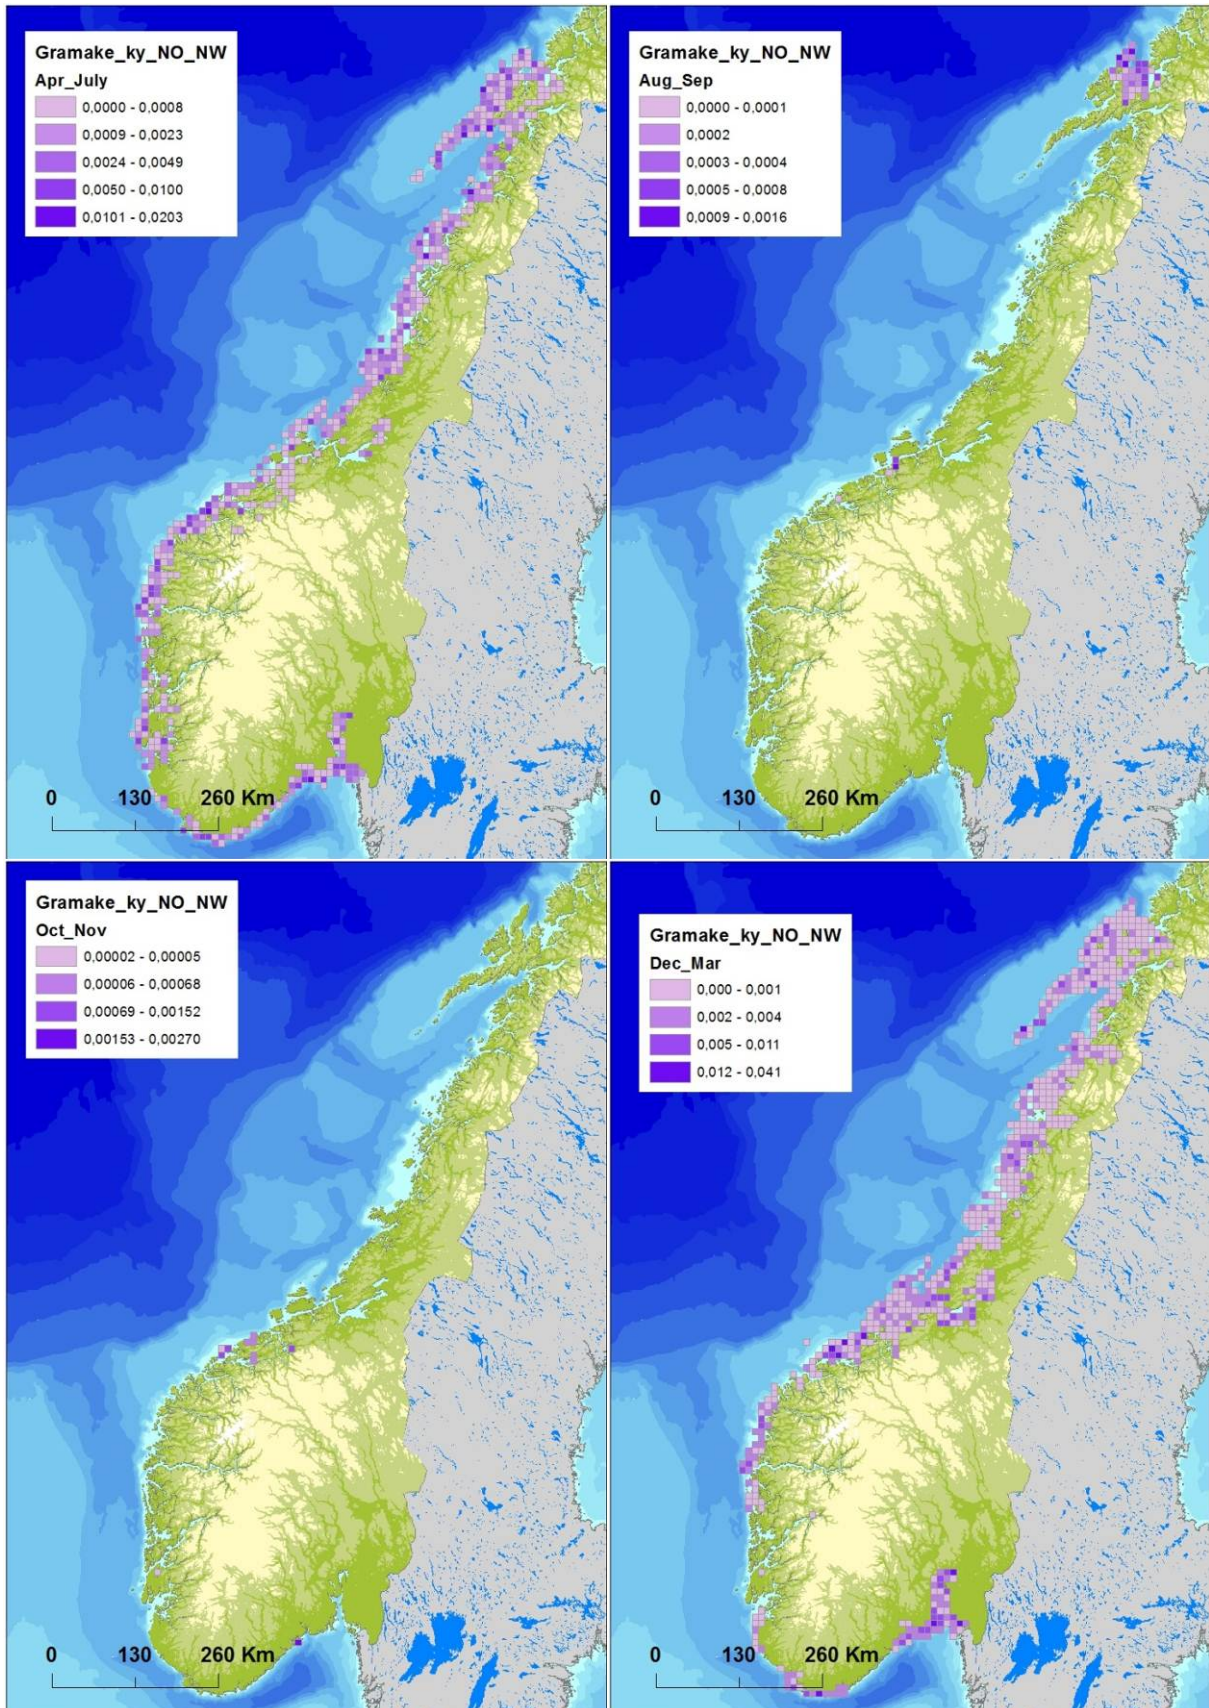 Gramake_ky_NO_NW
Apr_July
0,0000 - 0,0008
0,0009 - 0,0023
0,0024 - 0,0049
0,0050 - 0,0100
0,0101 - 0,0203
0 130 260 Km
Gramake_ky_NO_NW
Aug_Sep
0,0000 - 0,0001
0,0002
0,0003 - 0,0004
0,0005 - 0,0008
0,0009 - 0,0016
0 130 260 Km
Gramake_ky_NO_NW
Oct_Nov
0,00002 - 0,00005
0,00006 - 0,00068
0,00069 - 0,00152
0,00153 - 0,00270
0 130 260 Km
Gramake_ky_NO_NW
Dec_Mar
0,000 - 0,001
0,002 - 0,004
0,005 - 0,011
0,012 - 0,041
0 130 260 Km